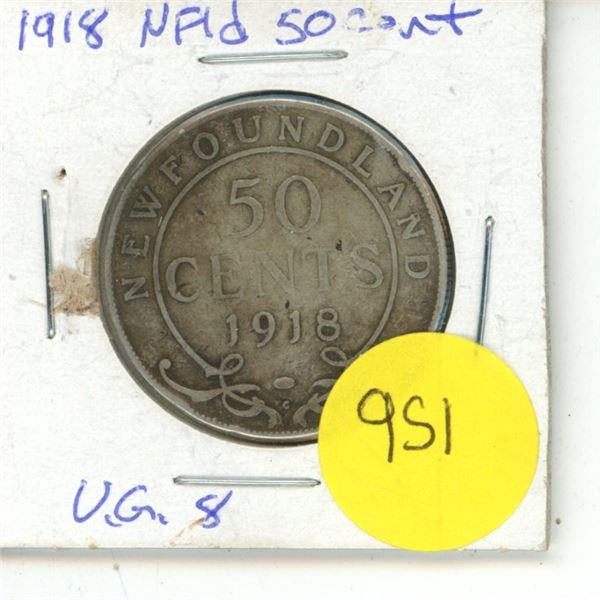 1918 NFld 50 cent
NEWFOUNDLAND
50
CENTS
1918
C
951
V.G. 8